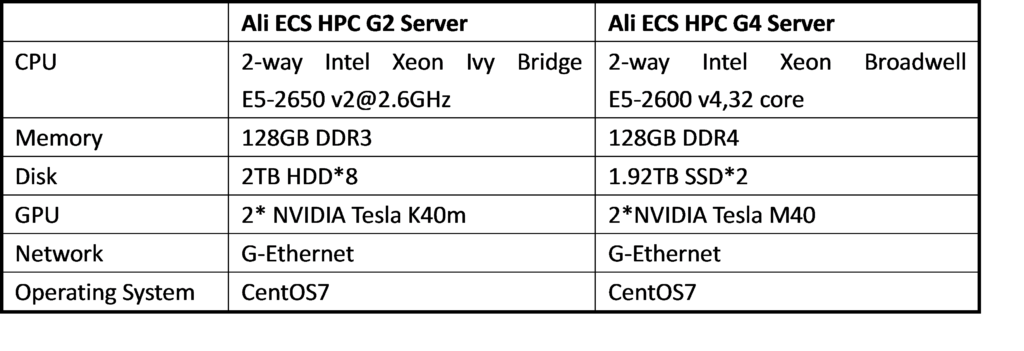 Ali ECS HPC G2 Server Ali ECS HPC G4 Server
CPU 2-way Intel Xeon Ivy Bridge 2-way Intel Xeon Broadwell
E5-2650 v2@2.6GHz E5-2600 v4,32 core
Memory 128GB DDR3 128GB DDR4
Disk 2TB HDD*8 1.92TB SSD*2
GPU 2* NVIDIA Tesla K40m 2*NVIDIA Tesla M40
Network G-Ethernet G-Ethernet
Operating System CentOS7 CentOS7